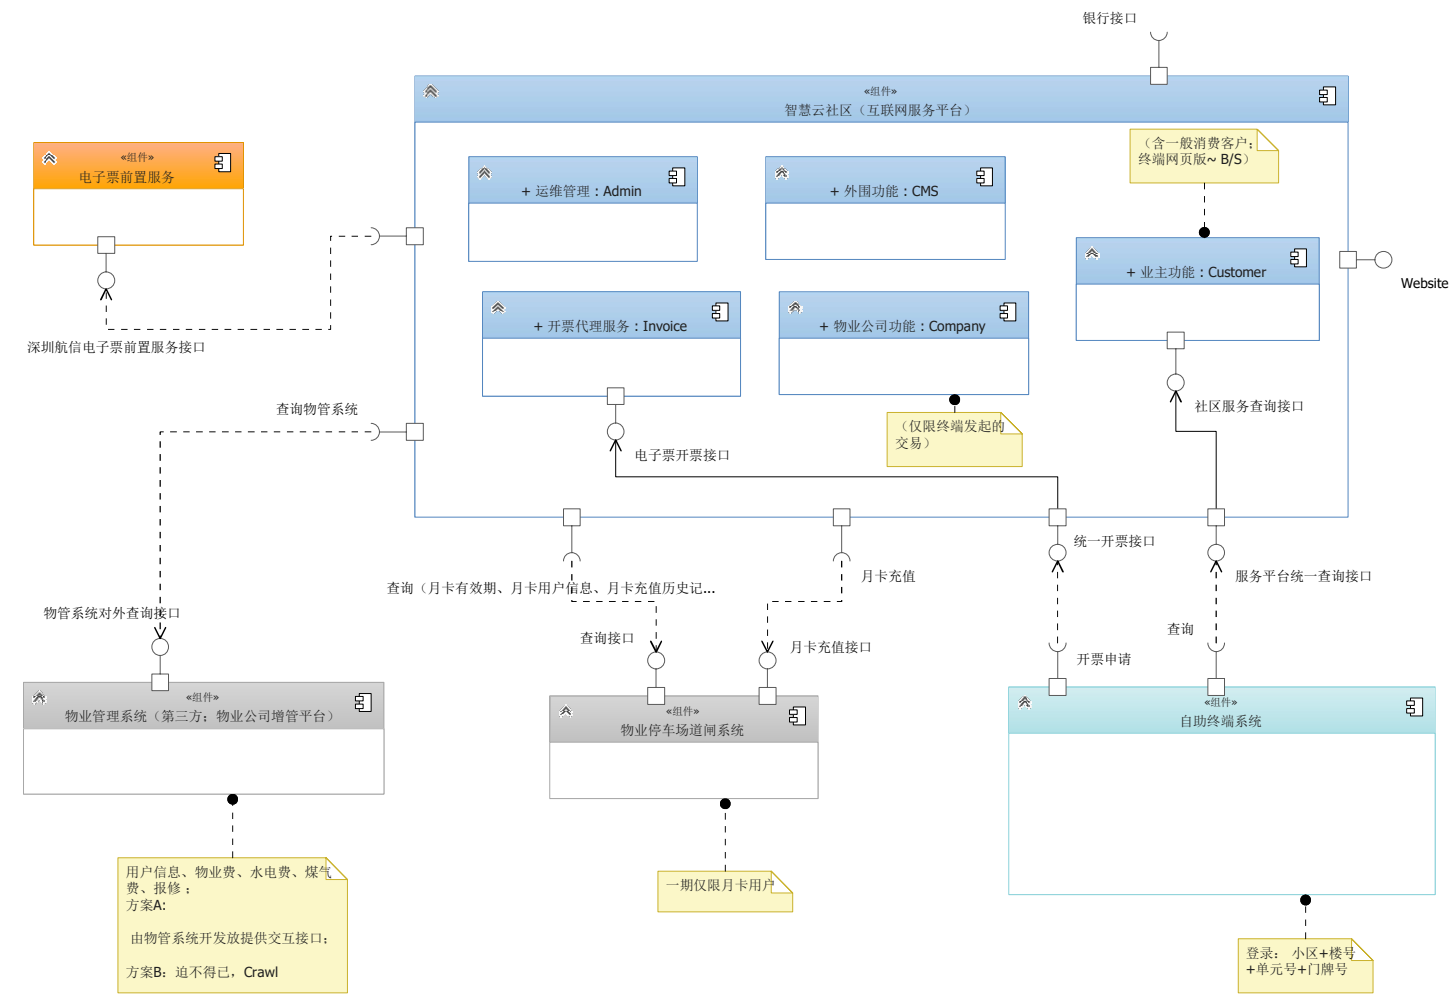 银行接口
«组件»
智慧云社区（互联网服务平台）
«组件»
电子票前置服务
（含一般消费客户；
终端网页版~ B/S）
+ 运维管理 : Admin
+ 外围功能 : CMS
+ 业主功能 : Customer
Website
+ 开票代理服务 : Invoice
+ 物业公司功能 : Company
深圳航信电子票前置服务接口
查询物管系统
社区服务查询接口
（仅限终端发起的
交易）
电子票开票接口
统一开票接口
月卡充值
服务平台统一查询接口
查询（月卡有效期、月卡用户信息、月卡充值历史记...
物管系统对外查询接口
查询接口
月卡充值接口
查询
开票申请
«组件»
物业管理系统（第三方；物业公司增管平台）
«组件»
物业停车场道闸系统
«组件»
自助终端系统
用户信息、物业费、水电费、煤气
费、报修；
方案A:
由物管系统开发放提供交互接口；
方案B：迫不得已，Crawl
一期仅限月卡用户
登录： 小区+楼号
+单元号+门牌号